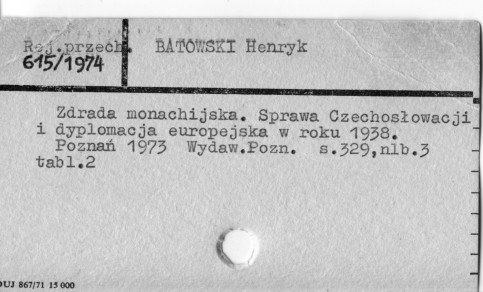 Rej.przech. BATOWSKI Henryk
615/1974
Zdrada monachijska. Sprawa Czechosłowacji
i dyplomacja europejska w roku 1938.
Poznań 1973 Wydaw.Pozn. s.329,nlb.3
tabl.2
DUJ 867/71 15 000